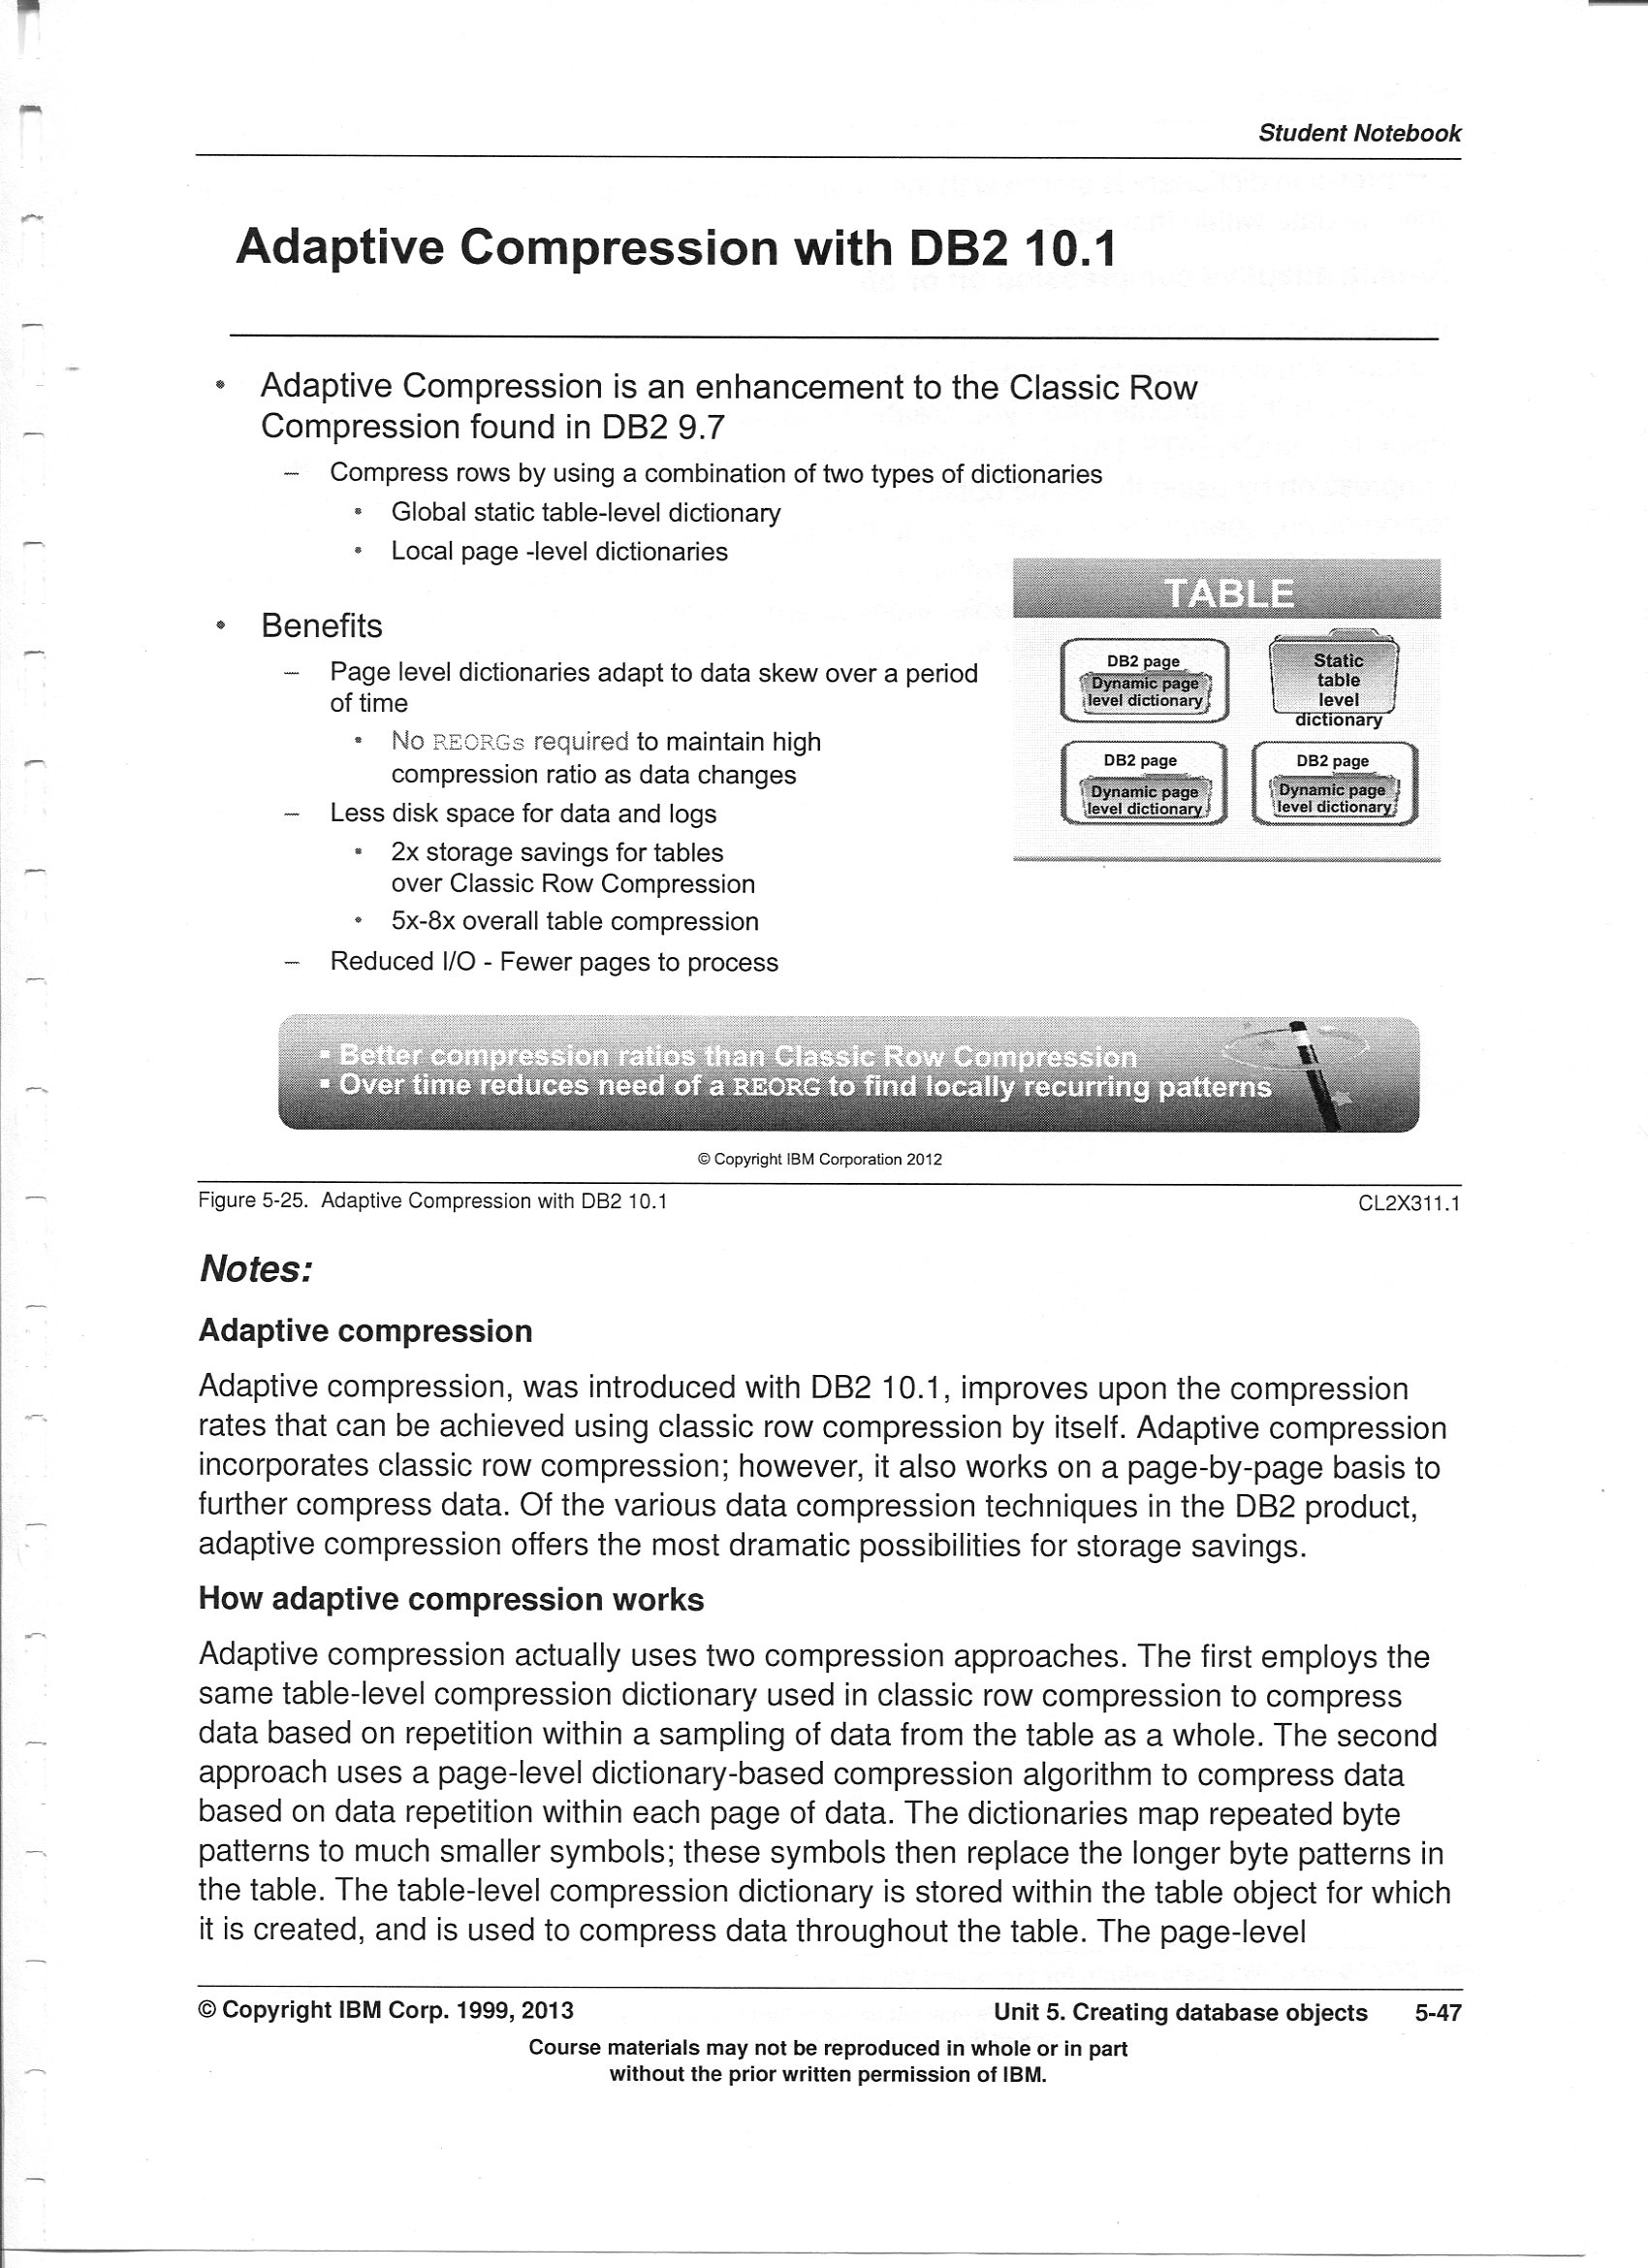 Student Notebook
Adaptive Compression with DB2 10.1
• Adaptive Compression is an enhancement to the Classic Row
Compression found in DB2 9.7
– Compress rows by using a combination of two types of dictionaries
• Global static table-level dictionary
• Local page -level dictionaries
• Benefits
– Page level dictionaries adapt to data skew over a period
of time
• No REORGs required to maintain high
compression ratio as data changes
– Less disk space for data and logs
• 2x storage savings for tables
over Classic Row Compression
• 5x-8x overall table compression
– Reduced I/O - Fewer pages to process
TABLE
DB2 page
Dynamic page
level dictionary
Static
table
level
dictionary
DB2 page
Dynamic page
level dictionary
DB2 page
Dynamic page
level dictionary
▪ Better compression ratios than Classic Row Compression
▪ Over time reduces need of a REORG to find locally recurring patterns
© Copyright IBM Corporation 2012
Figure 5-25. Adaptive Compression with DB2 10.1 CL2X311.1
Notes:
Adaptive compression
Adaptive compression, was introduced with DB2 10.1, improves upon the compression
rates that can be achieved using classic row compression by itself. Adaptive compression
incorporates classic row compression; however, it also works on a page-by-page basis to
further compress data. Of the various data compression techniques in the DB2 product,
adaptive compression offers the most dramatic possibilities for storage savings.
How adaptive compression works
Adaptive compression actually uses two compression approaches. The first employs the
same table-level compression dictionary used in classic row compression to compress
data based on repetition within a sampling of data from the table as a whole. The second
approach uses a page-level dictionary-based compression algorithm to compress data
based on data repetition within each page of data. The dictionaries map repeated byte
patterns to much smaller symbols; these symbols then replace the longer byte patterns in
the table. The table-level compression dictionary is stored within the table object for which
it is created, and is used to compress data throughout the table. The page-level
© Copyright IBM Corp. 1999, 2013 Unit 5. Creating database objects 5-47
Course materials may not be reproduced in whole or in part
without the prior written permission of IBM.